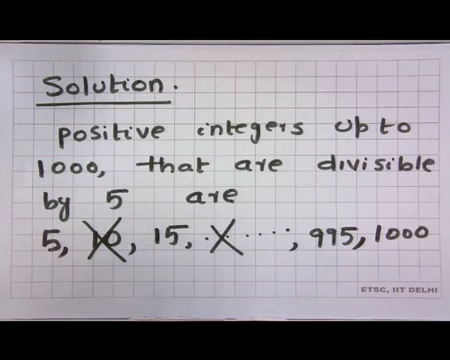 Solution.
positive integers up to
1000, that are divisible
by 5 are
5, 10, 15, ....., 995, 1000
ETSC, IIT DELHI